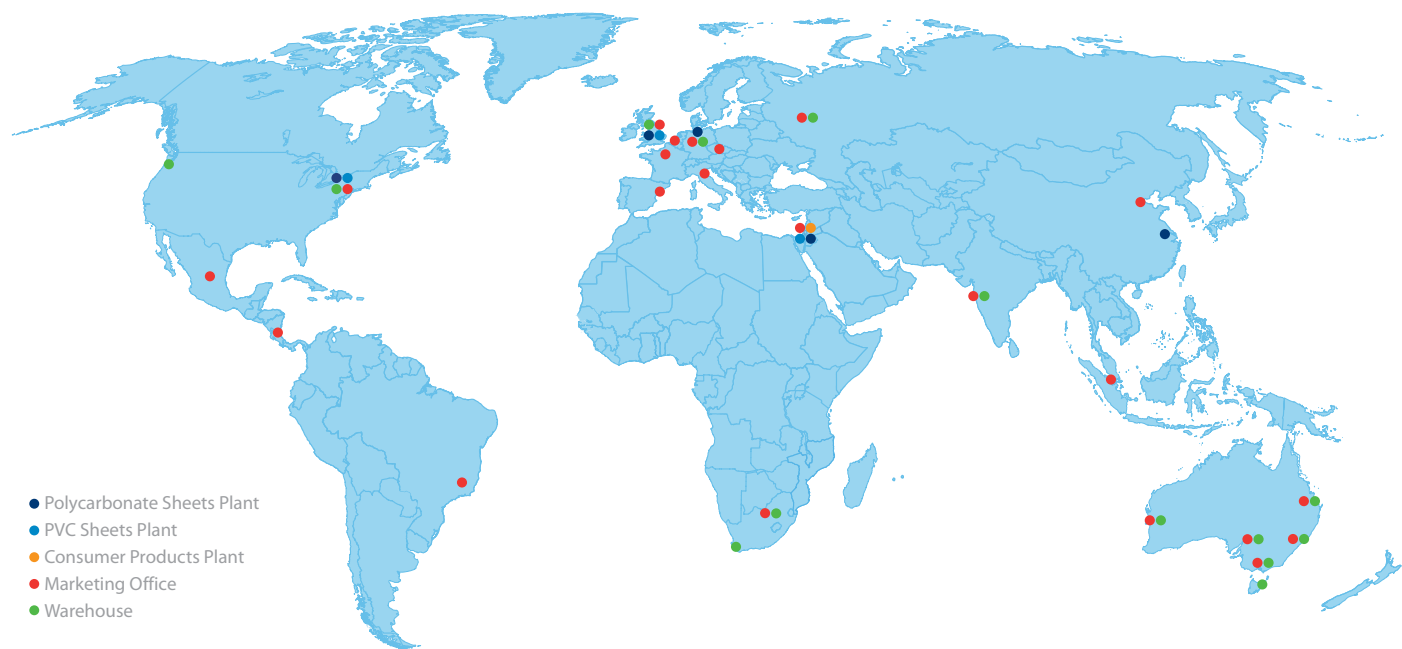 Polycarbonate Sheets Plant
PVC Sheets Plant
Consumer Products Plant
Marketing Office
Warehouse